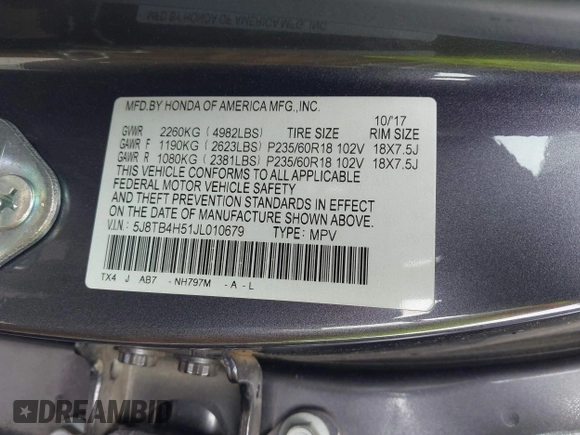 MFD.BY HONDA OF AMERICA MFG.,INC.
10/17
GVWR 2260KG ( 4982LBS) TIRE SIZE RIM SIZE
GAWR F 1190KG ( 2623LBS) P235/60R18 102V 18X7.5J
GAWR R 1080KG ( 2381LBS) P235/60R18 102V 18X7.5J
THIS VEHICLE CONFORMS TO ALL APPLICABLE
FEDERAL MOTOR VEHICLE SAFETY
AND THEFT PREVENTION STANDARDS IN EFFECT
ON THE DATE OF MANUFACTURE SHOWN ABOVE.
V.I.N.: 5J8TB4H51JL010679 TYPE: MPV
TX4 J AB7 - NH797M - A - L
DREAMBID